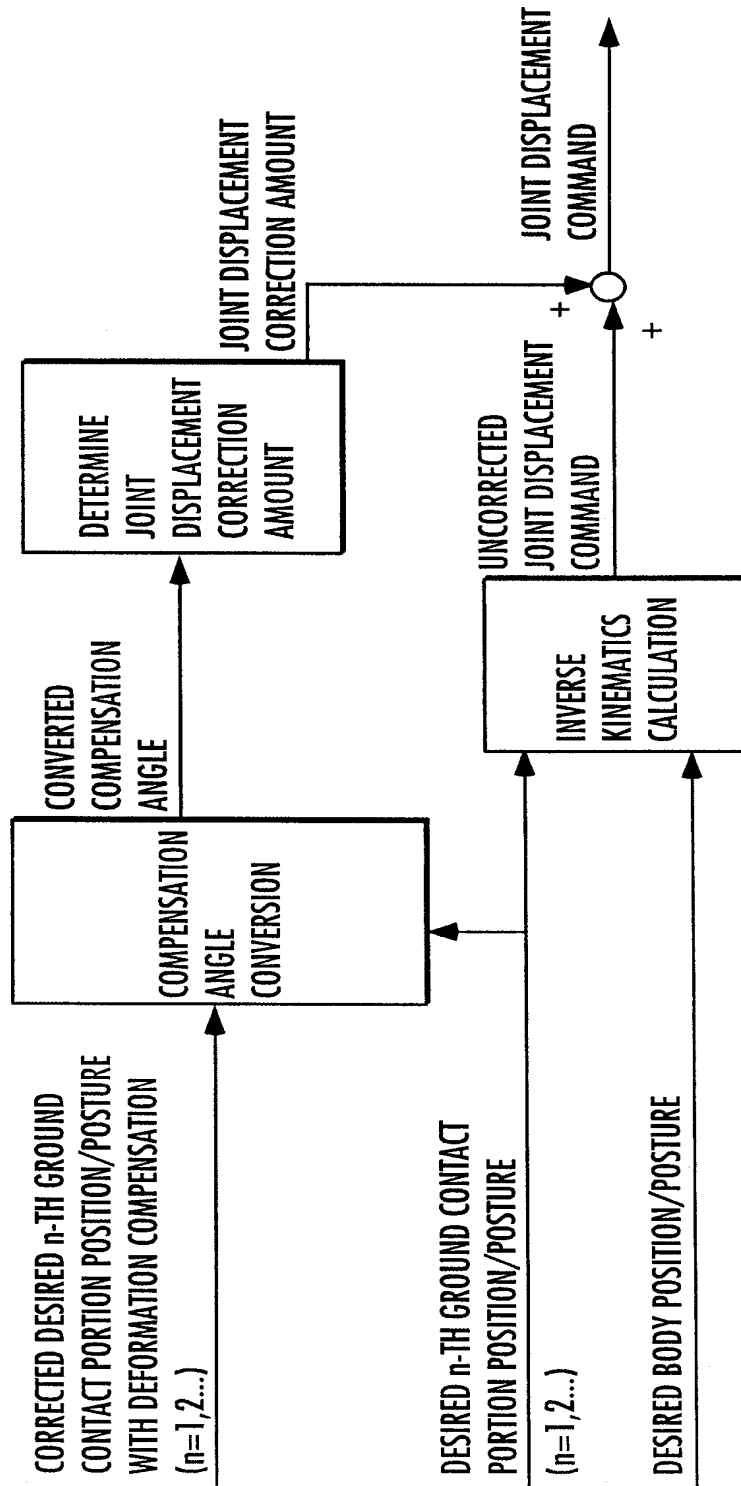 CORRECTED DESIRED n-TH GROUND
CONTACT PORTION POSITION/POSTURE
WITH DEFORMATION COMPENSATION
(n=1,2...)
COMPENSATION
ANGLE
CONVERSION
CONVERTED
COMPENSATION
ANGLE
DETERMINE
JOINT
DISPLACEMENT
CORRECTION
AMOUNT
JOINT DISPLACEMENT
CORRECTION AMOUNT
DESIRED n-TH GROUND CONTACT
PORTION POSITION/POSTURE
(n=1,2...)
DESIRED BODY POSITION/POSTURE
INVERSE
KINEMATICS
CALCULATION
UNCORRECTED
JOINT DISPLACEMENT
COMMAND
+
+
JOINT DISPLACEMENT
COMMAND